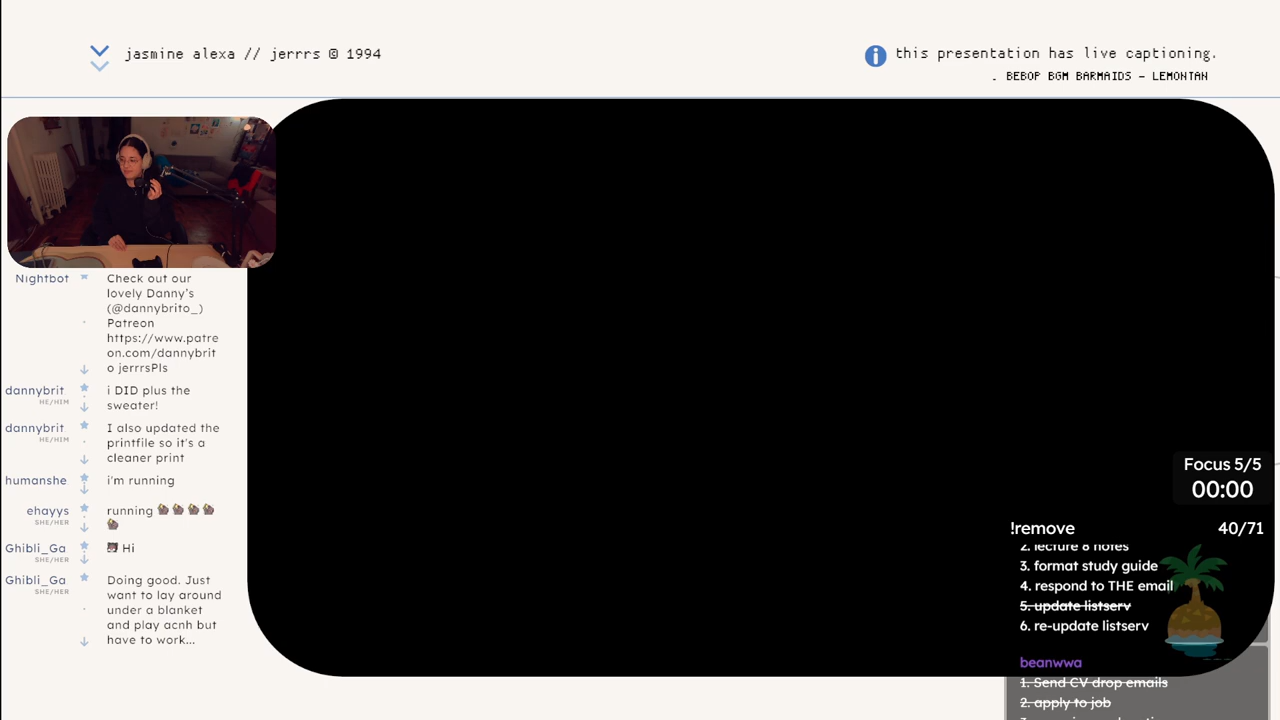 jasmine alexa // jerrrs © 1994
this presentation has live captioning.
. BEBOP BGM BARMAIDS - LEMONTAN
Nightbot
Check out our
lovely Danny's
(@dannybrito_)
Patreon
https://www.patre
on.com/dannybrit
o jerrrsPls
dannybrit
HE/HIM
i DID plus the
sweater!
dannybrit
HE/HIM
I also updated the
printfile so it's a
cleaner print
humanshe
i'm running
ehayys
SHE/HER
running
Ghibli_Ga
SHE/HER
Hi
Ghibli_Ga
SHE/HER
Doing good. Just
want to lay around
under a blanket
and play acnh but
have to work...
Focus 5/5
00:00
!remove 40/71
2. lecture 8 notes
3. format study guide
4. respond to THE email
5. update listserv
6. re-update listserv
beanwwa
1. Send CV drop emails
2. apply to job